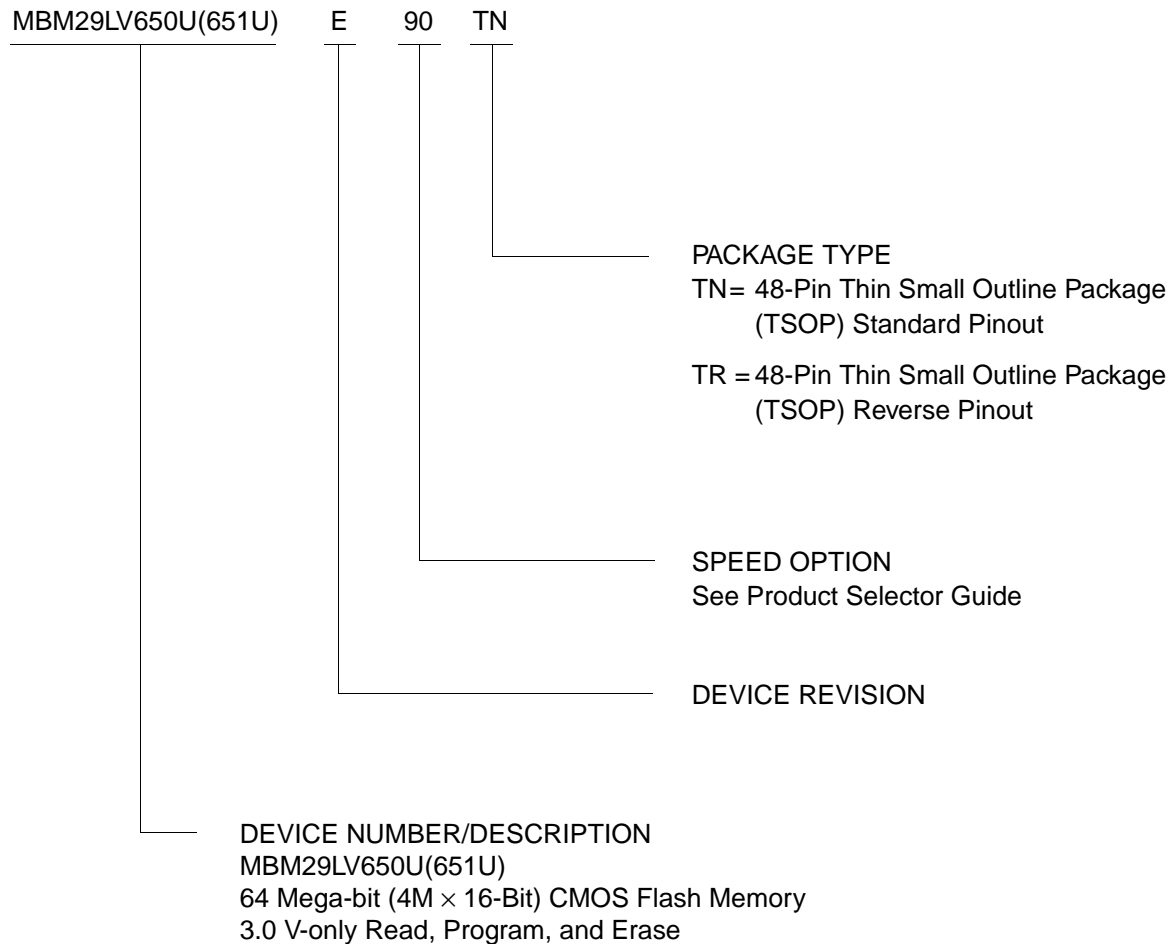 MBM29LV650U(651U) E 90 TN
PACKAGE TYPE
TN= 48-Pin Thin Small Outline Package
(TSOP) Standard Pinout
TR = 48-Pin Thin Small Outline Package
(TSOP) Reverse Pinout
SPEED OPTION
See Product Selector Guide
DEVICE REVISION
DEVICE NUMBER/DESCRIPTION
MBM29LV650U(651U)
64 Mega-bit (4M × 16-Bit) CMOS Flash Memory
3.0 V-only Read, Program, and Erase